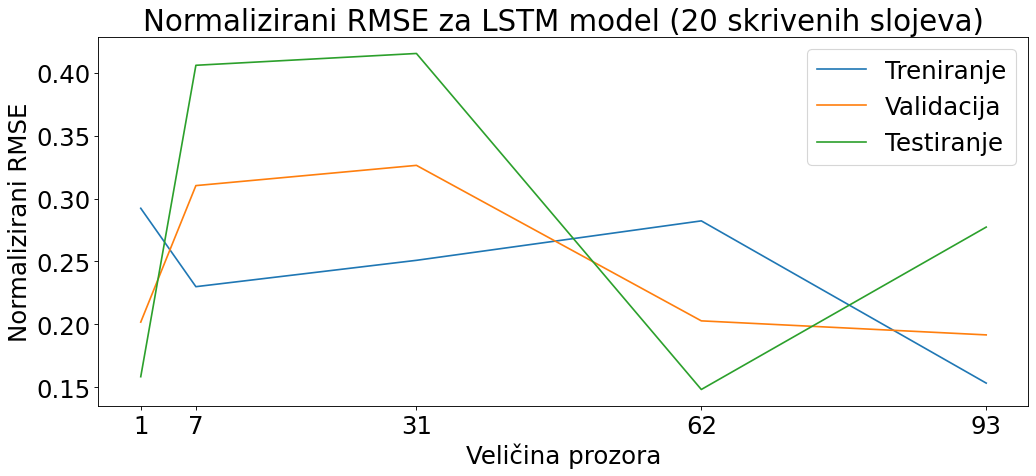 Normalizirani RMSE za LSTM model (20 skrivenih slojeva)
Normalizirani RMSE
0.40
0.35
0.30
0.25
0.20
0.15
Treniranje
Validacija
Testiranje
1 7 31 62 93
Veličina prozora